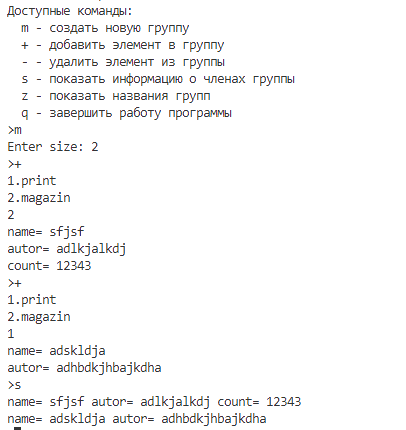 Доступные команды:
m - создать новую группу
+ - добавить элемент в группу
- - удалить элемент из группы
s - показать информацию о членах группы
z - показать названия групп
q - завершить работу программы
>m
Enter size: 2
>+
1.print
2.magazin
2
name= sfjsf
autor= adlkjalkdj
count= 12343
>+
1.print
2.magazin
1
name= adskldja
autor= adhbdkjhbajkdha
>s
name= sfjsf autor= adlkjalkdj count= 12343
name= adskldja autor= adhbdkjhbajkdha